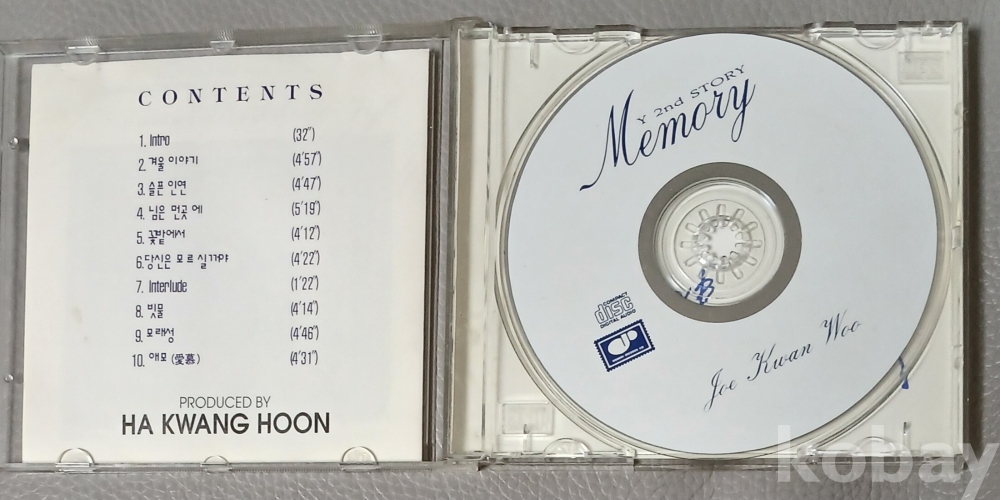 CONTENTS
1. Intro (32")
2.겨울 이야기 (4'57")
3. 슬픈 인연 (4'47")
4. 님은 먼곳에 (5'19")
5. 꽃밭에서 (4'12")
6. 당신은 모르실꺼야 (4'22")
7. Interlude (1'22")
8. 빗물 (4'14")
9. 모래성 (4'46")
10. 애모 (愛慕) (4'31")
PRODUCED BY
HA KWANG HOON
Y 2nd STORY
Memory
COMPACT
disc
DIGITAL AUDIO
Joe Kwan Woo
kobay